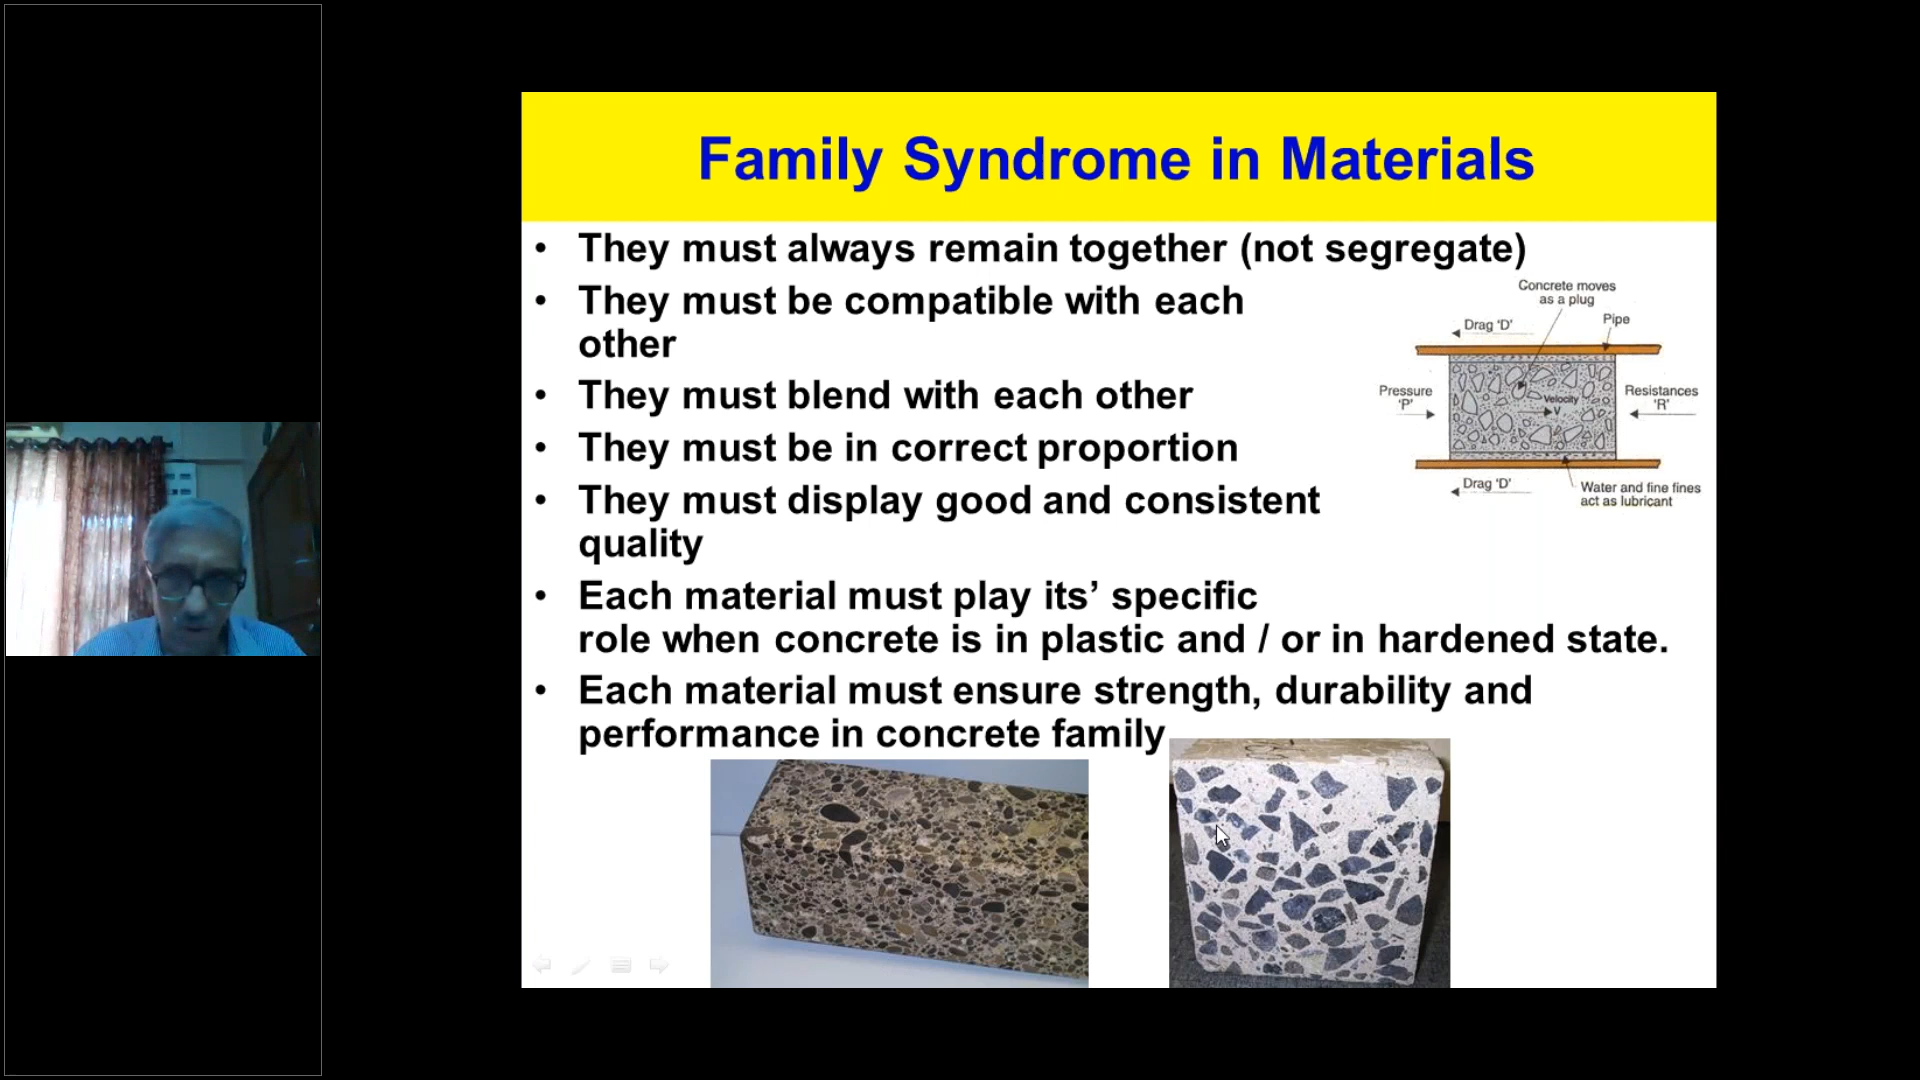 Family Syndrome in Materials
• They must always remain together (not segregate)
• They must be compatible with each
other
• They must blend with each other
• They must be in correct proportion
• They must display good and consistent
quality
• Each material must play its’ specific
role when concrete is in plastic and / or in hardened state.
• Each material must ensure strength, durability and
performance in concrete family
Concrete moves
as a plug
Drag ‘D’
Pipe
Pressure
‘P’
Velocity
V
Resistances
‘R’
Drag ‘D’
Water and fine fines
act as lubricant